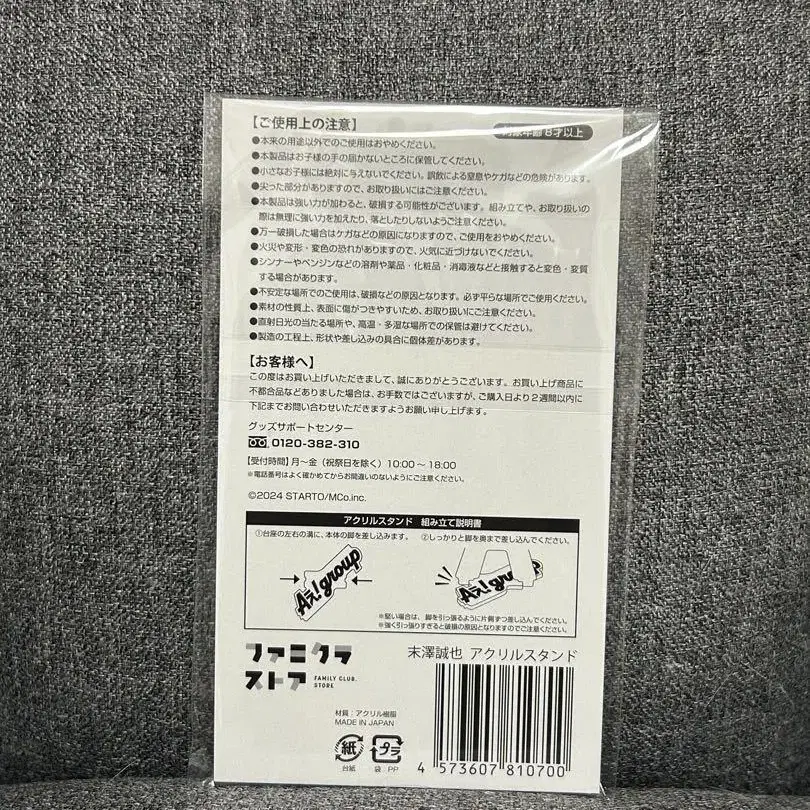 【ご使用上の注意】
対象年齢 8才以上
●本来の用途以外でのご使用はおやめください。
●本製品はお子様の手の届かないところに保管してください。
●小さなお子様には絶対に与えないでください。誤飲による窒息やケガなどの危険があります。
●尖った部分がありますので、お取り扱いにはご注意ください。
●本製品は強い力が加わると、破損する可能性がございます。組み立てや、お取り扱いの
際は無理に強い力を加えたり、落としたりしないようご注意ください。
●万一破損した場合はケガなどの原因になりますので、ご使用をおやめください。
●火災や変形・変色の恐れがありますので、火気に近づけないでください。
●シンナーやベンジンなどの溶剤や薬品・化粧品・消毒液などと接触すると変色・変質
する場合があります。
●不安定な場所でのご使用は、破損などの原因となります。必ず平らな場所でご使用ください。
●素材の性質上、表面に傷がつきやすいため、お取り扱いにご注意ください。
●直射日光の当たる場所や、高温・多湿な場所での保管は避けてください。
●製造の工程上、形状や差し込みの具合に個体差があります。
【お客様へ】
この度はお買い上げいただきまして、誠にありがとうございます。お買い上げ商品に
不都合品などありました場合は、お手数ではございますが、ご購入日より2週間以内に
下記までお問い合わせいただきますようお願い申し上げます。
グッズサポートセンター
0120-382-310
【受付時間】月～金（祝祭日を除く）10:00～18:00
※電話番号はよく確かめてからお間違いのないようにご注意ください。
©2024 STARTO/MCo.inc.
アクリルスタンド 組み立て説明書
①台座の左右の溝に、本体の脚を差し込みます。
②しっかりと脚を奥まで差し込んでください。
Aぇ! group
Aぇ! group
※堅い場合は、脚を引っ張るように片側ずつ差し込んでください。
※強く引っ張りすぎると破損の原因となりますのでご注意ください。
ファミクラ
ストア
FAMILY CLUB.
STORE
末澤誠也 アクリルスタンド
材質：アクリル樹脂
MADE IN JAPAN
紙
台紙
プラ
袋：PP
4 573607 810700